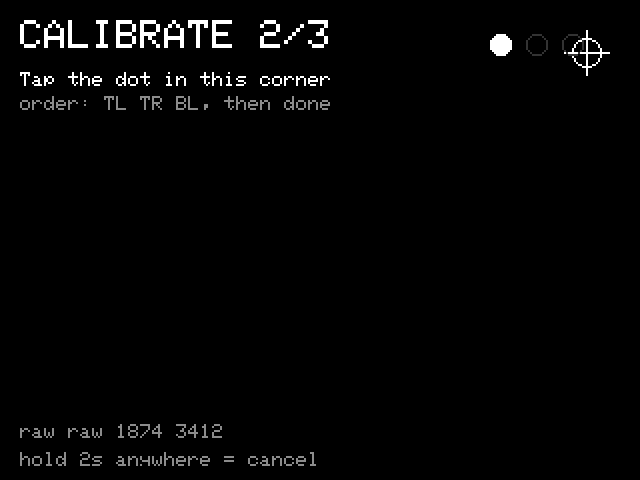 CALIBRATE 2/3
Tap the dot in this corner
order: TL TR BL, then done
raw raw 1874 3412
hold 2s anywhere = cancel